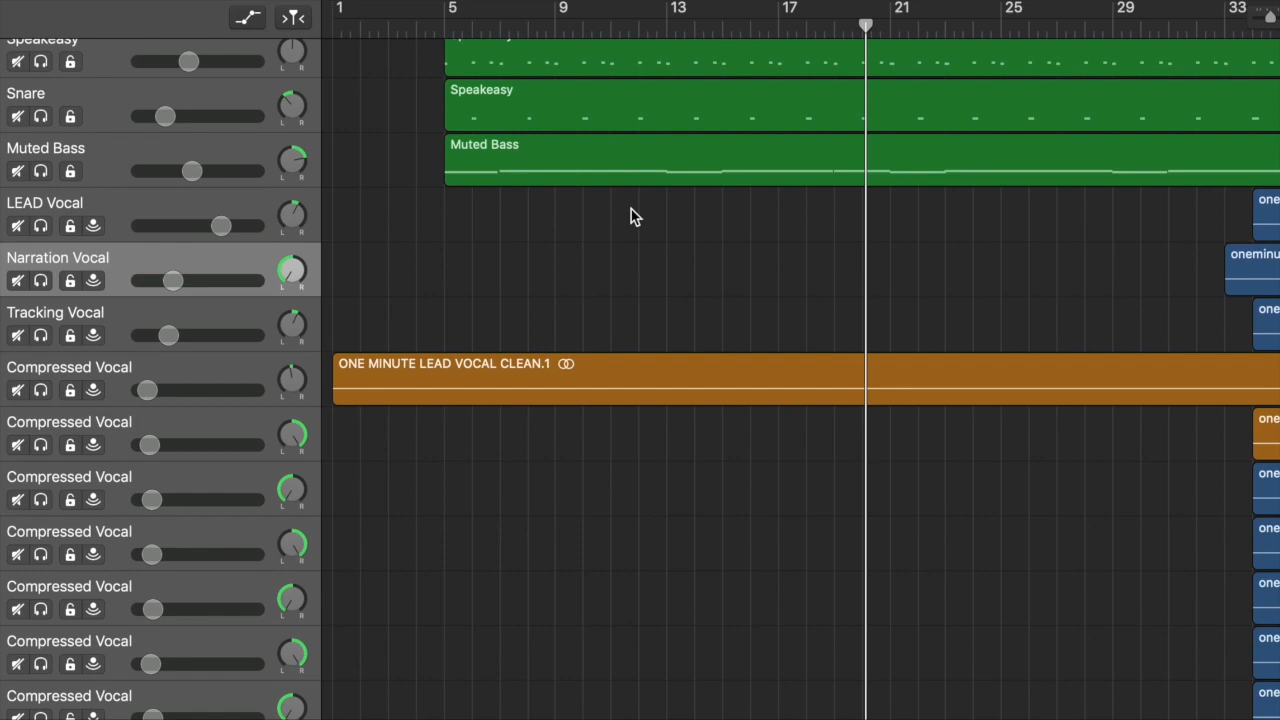 1 5 9 13 17 21 25 29 33
Speakeasy
Snare
Speakeasy
Muted Bass
Muted Bass
LEAD Vocal
one
Narration Vocal
oneminu
Tracking Vocal
one
Compressed Vocal
ONE MINUTE LEAD VOCAL CLEAN.1
Compressed Vocal
one
Compressed Vocal
one
Compressed Vocal
one
Compressed Vocal
one
Compressed Vocal
one
Compressed Vocal
one
L R
L R
L R
L R
L R
L R
L R
L R
L R
L R
L R
L R